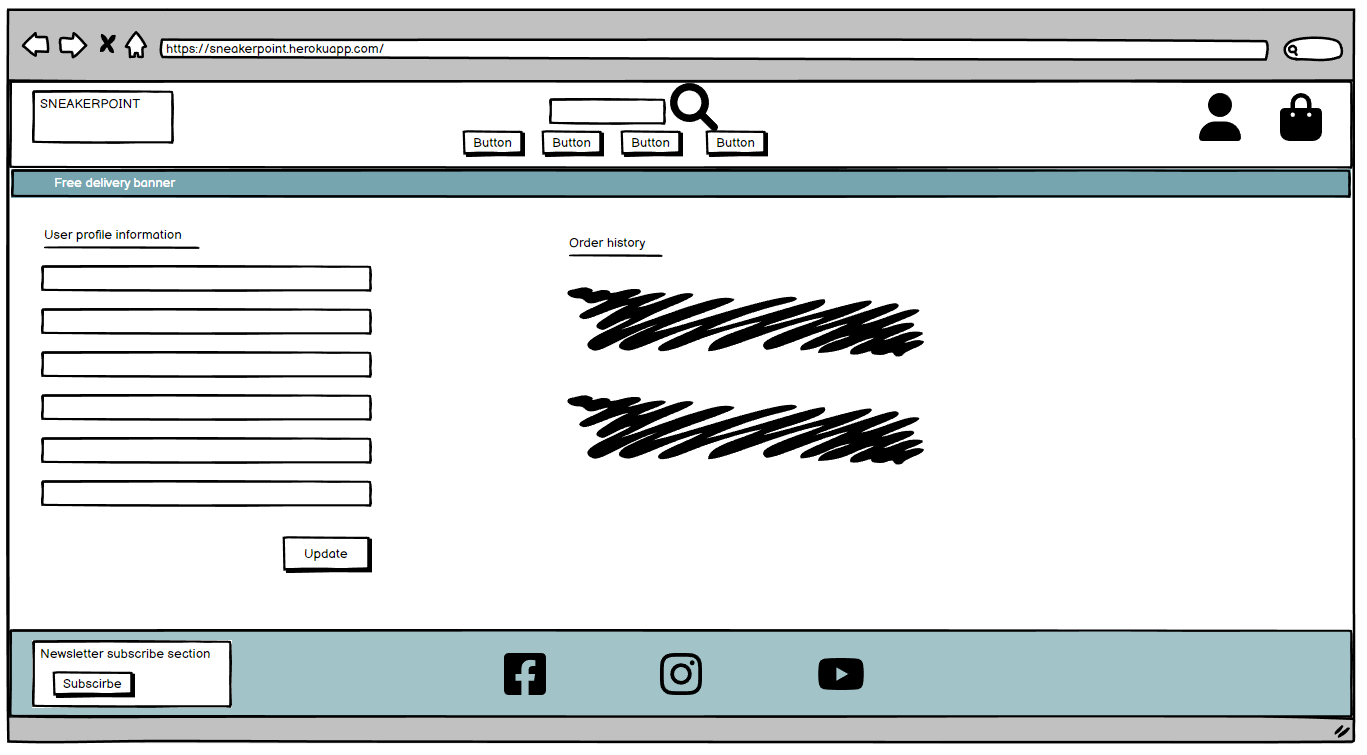 https://sneakerpoint.herokuapp.com/
SNEAKERPOINT
Button Button Button Button
Free delivery banner
User profile information
Order history
Update
Newsletter subscribe section
Subscirbe